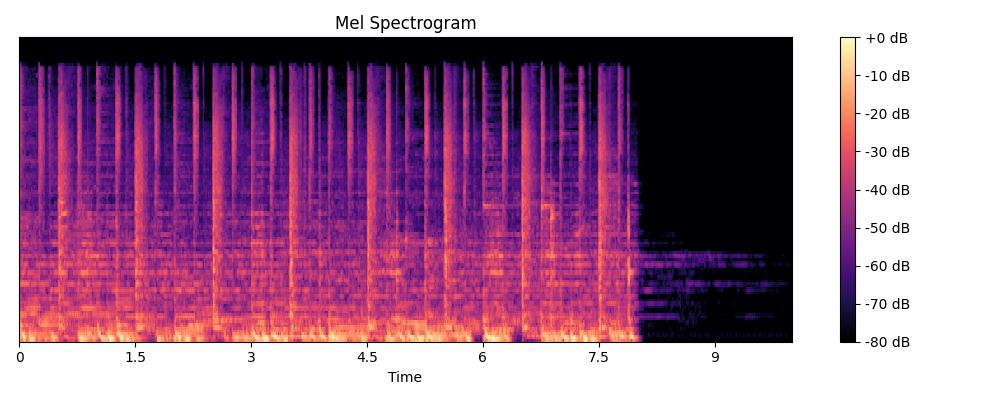 Mel Spectrogram
+0 dB
-10 dB
-20 dB
-30 dB
-40 dB
-50 dB
-60 dB
-70 dB
-80 dB
0 1.5 3 4.5 6 7.5 9
Time